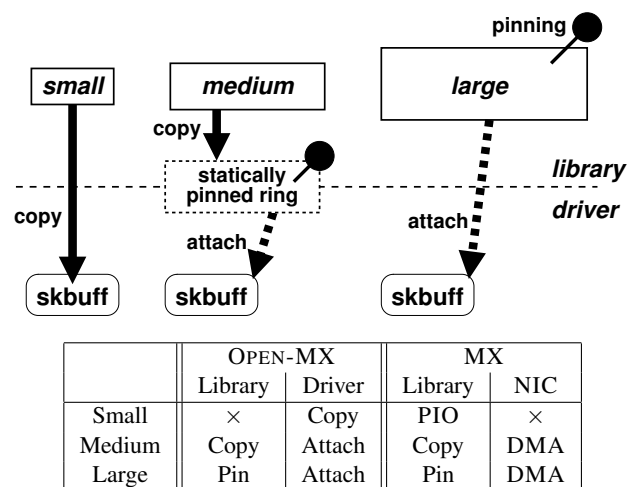 pinning
small
medium
large
copy
statically
pinned ring
library
driver
copy
attach
attach
skbuff
skbuff
skbuff
OPEN-MX MX
Library Driver Library NIC
Small × Copy PIO ×
Medium Copy Attach Copy DMA
Large Pin Attach Pin DMA